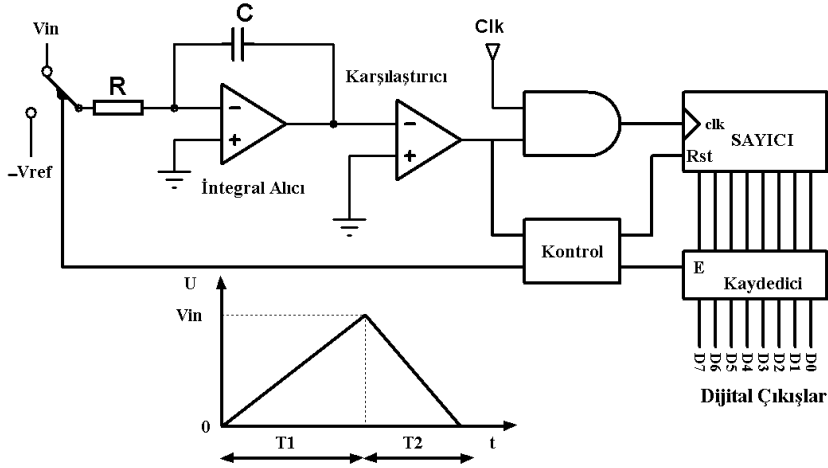 Vin
C
Clk
R
Karşılaştırıcı
–Vref
İntegral Alıcı
clk
SAYICI
Rst
Kontrol
E
Kaydedici
D7 D6 D5 D4 D3 D2 D1 D0
Dijital Çıkışlar
U
Vin
0
T1
T2
t